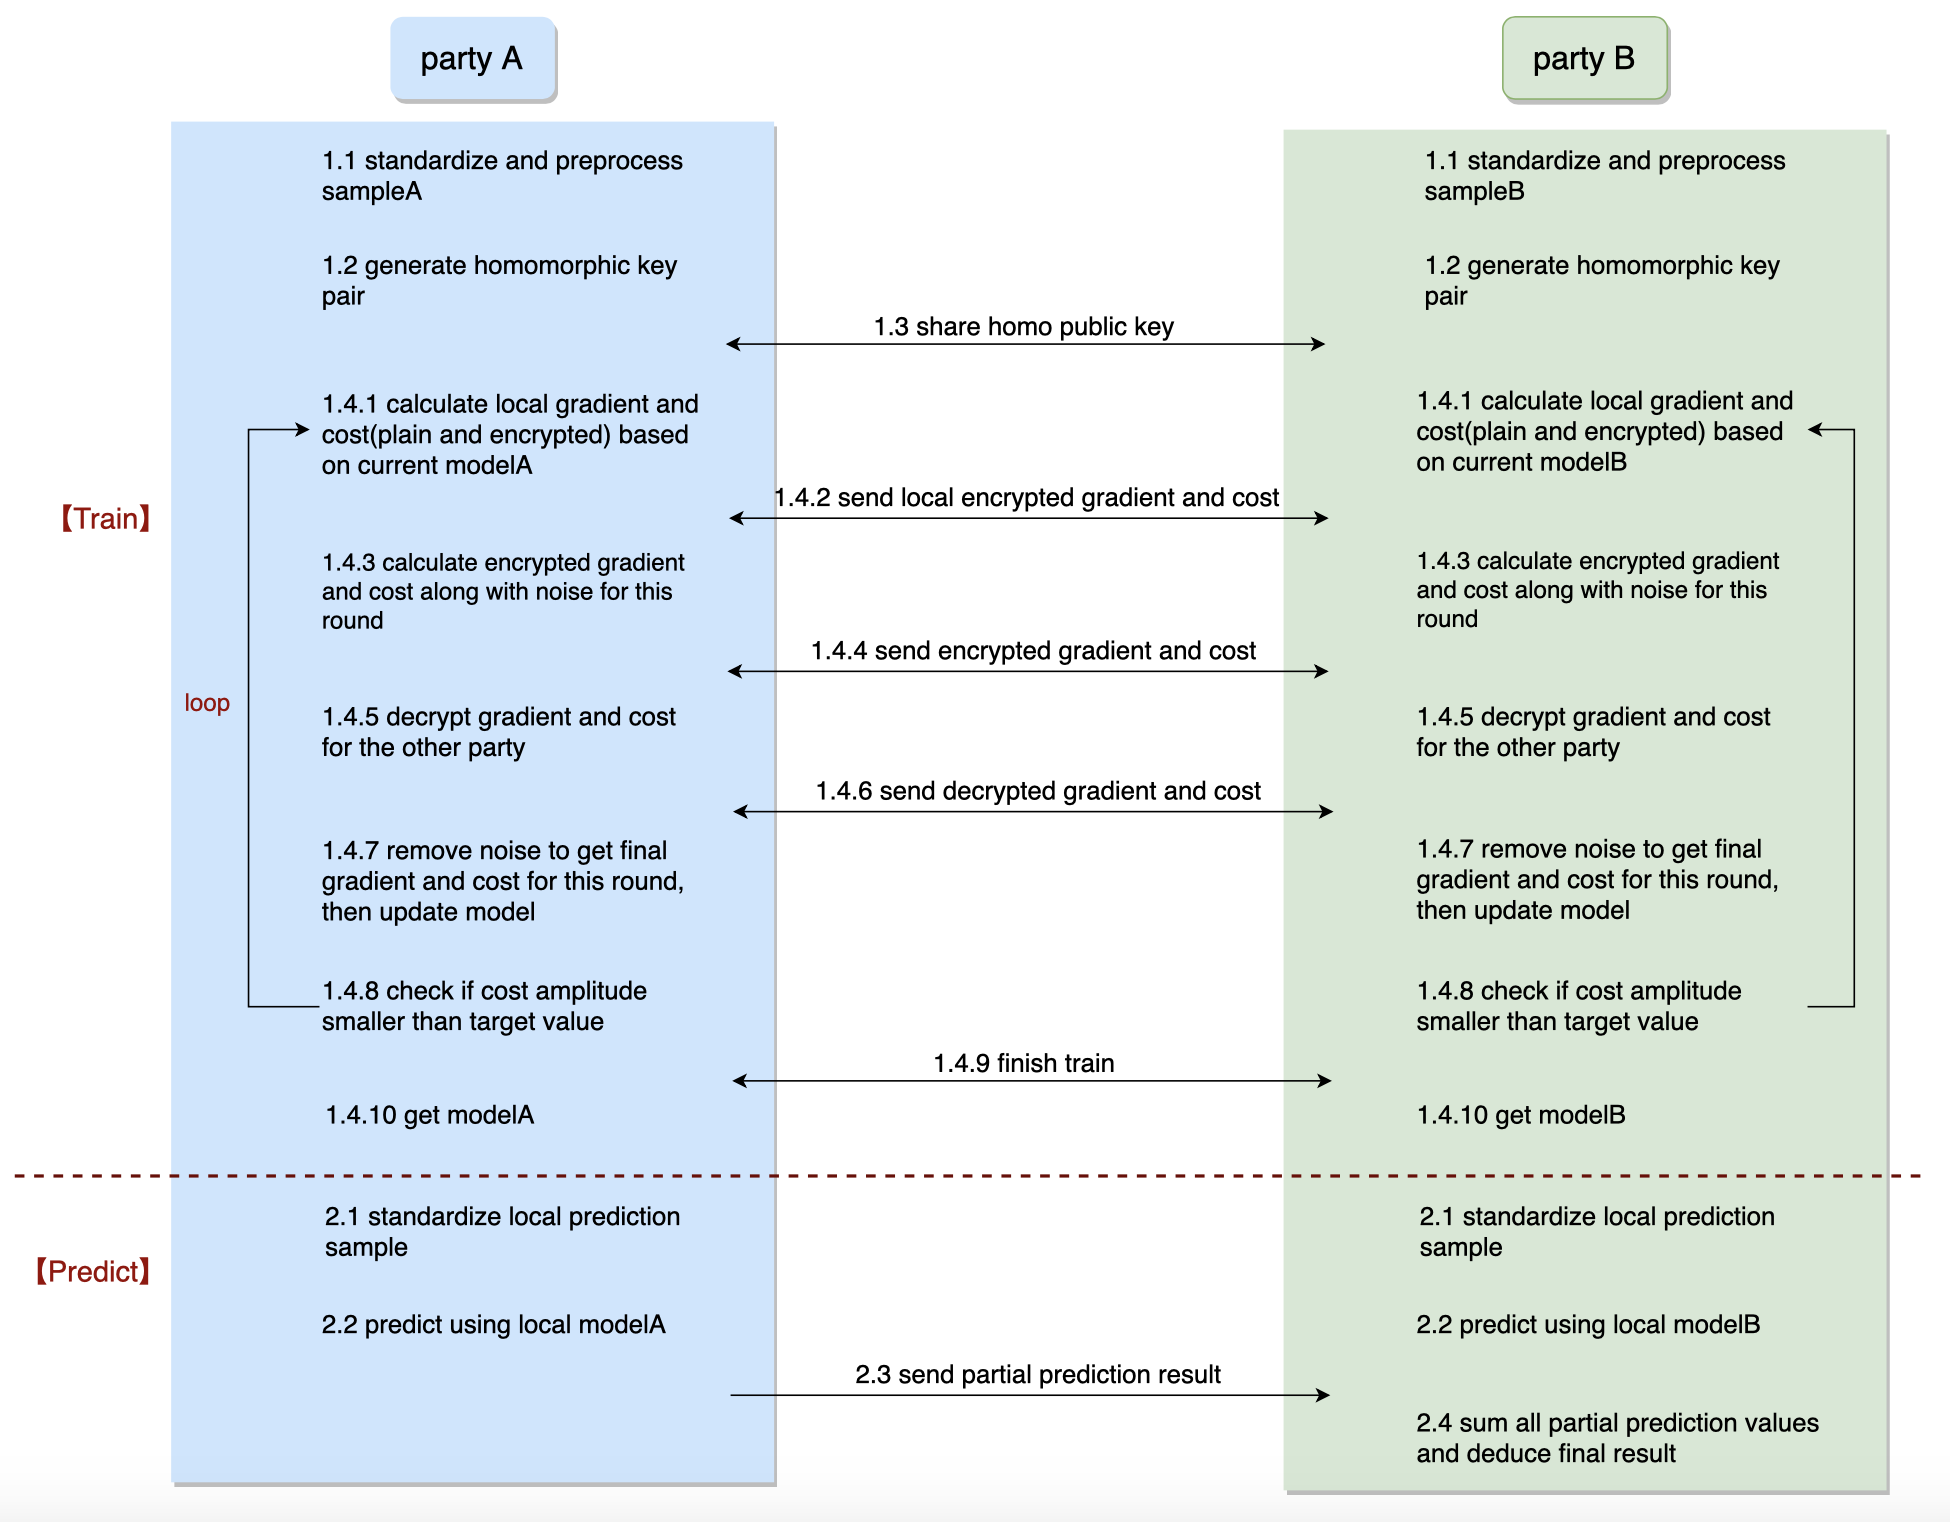 party A
party B
1.1 standardize and preprocess
sampleA
1.1 standardize and preprocess
sampleB
1.2 generate homomorphic key
pair
1.2 generate homomorphic key
pair
1.3 share homo public key
1.4.1 calculate local gradient and
cost(plain and encrypted) based
on current modelA
1.4.1 calculate local gradient and
cost(plain and encrypted) based
on current modelB
1.4.2 send local encrypted gradient and cost
【Train】
1.4.3 calculate encrypted gradient
and cost along with noise for this
round
1.4.3 calculate encrypted gradient
and cost along with noise for this
round
1.4.4 send encrypted gradient and cost
loop
1.4.5 decrypt gradient and cost
for the other party
1.4.5 decrypt gradient and cost
for the other party
1.4.6 send decrypted gradient and cost
1.4.7 remove noise to get final
gradient and cost for this round,
then update model
1.4.7 remove noise to get final
gradient and cost for this round,
then update model
1.4.8 check if cost amplitude
smaller than target value
1.4.8 check if cost amplitude
smaller than target value
1.4.9 finish train
1.4.10 get modelA
1.4.10 get modelB
2.1 standardize local prediction
sample
2.1 standardize local prediction
sample
【Predict】
2.2 predict using local modelA
2.2 predict using local modelB
2.3 send partial prediction result
2.4 sum all partial prediction values
and deduce final result